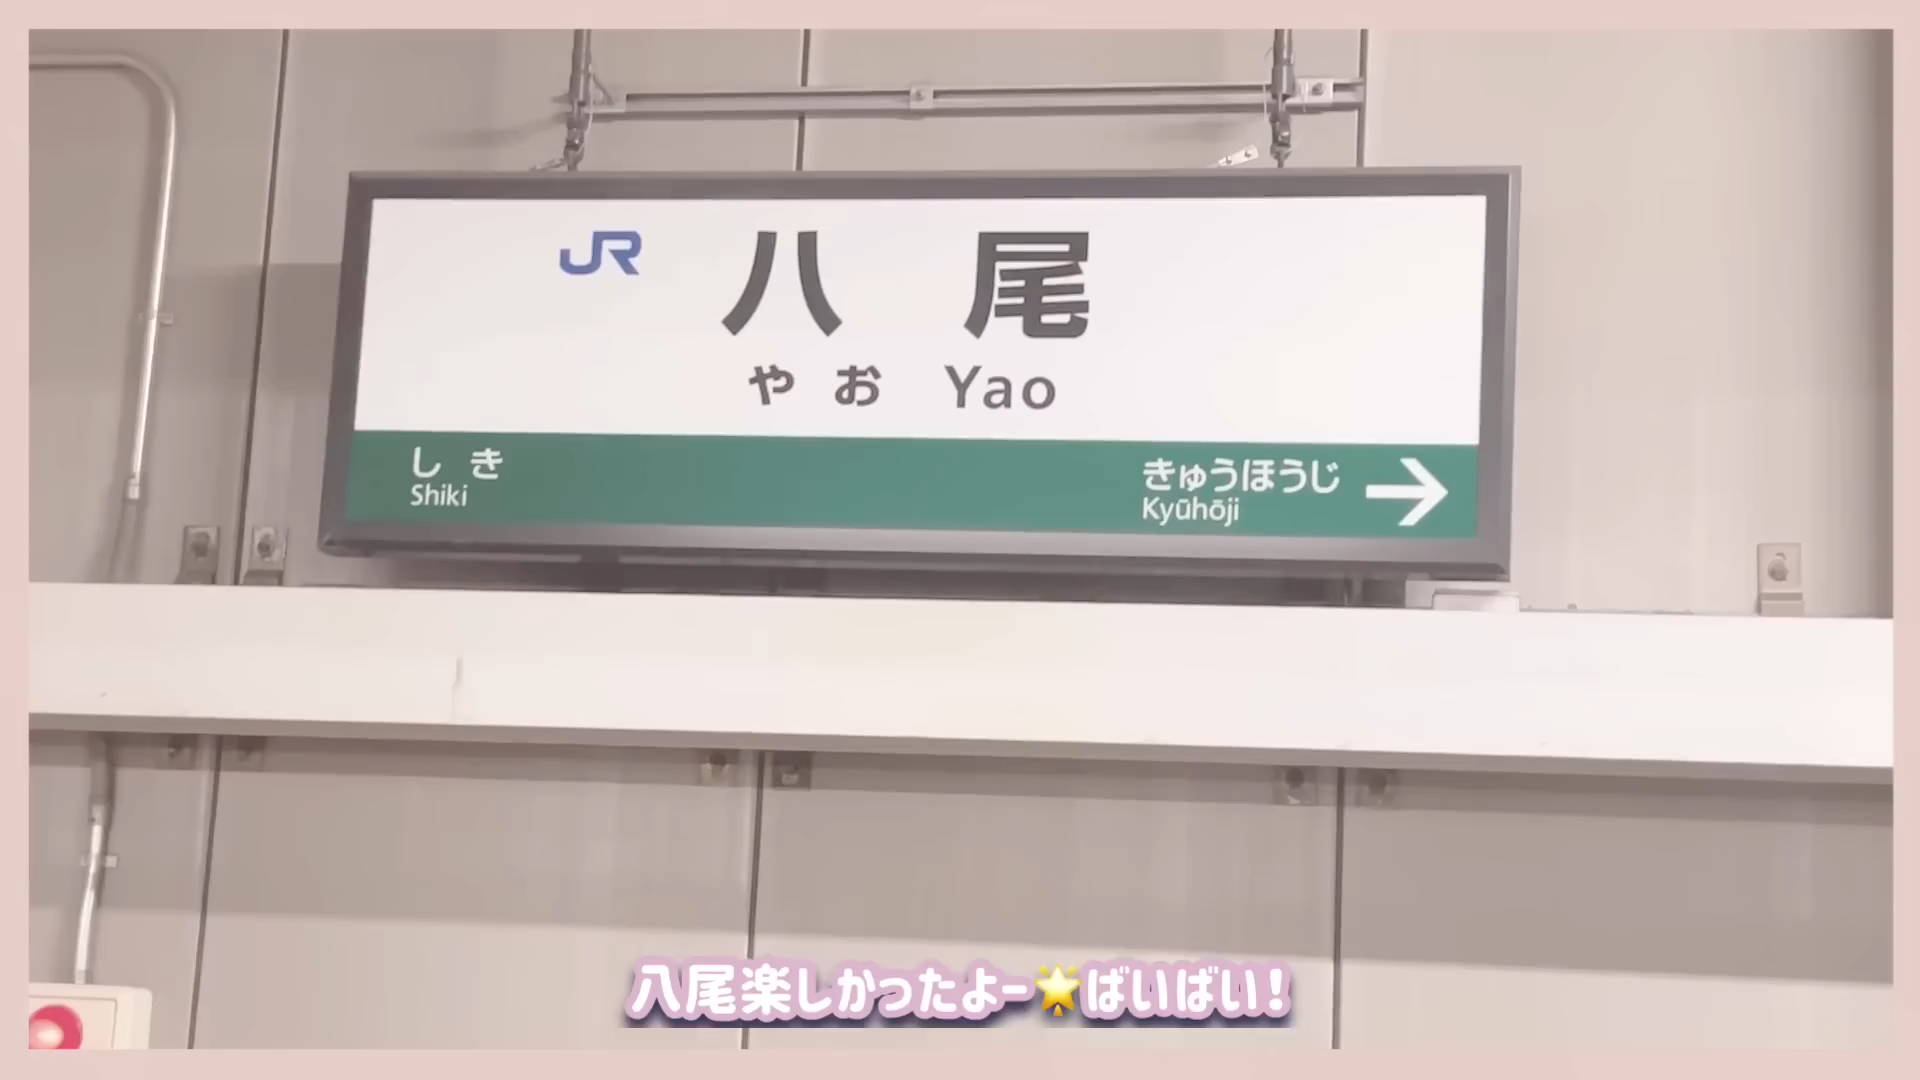 JR 八尾
やお Yao
しき
Shiki
きゅうほうじ
Kyūhōji
八尾楽しかったよー🌟ばいばい！